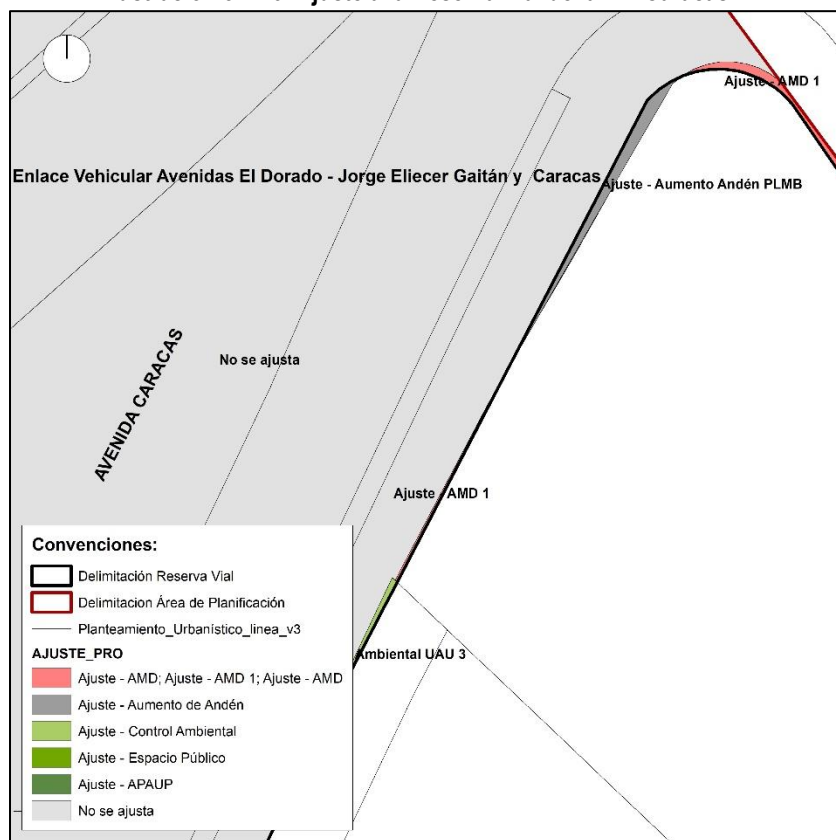 Ajuste - AMD 1
Enlace Vehicular Avenidas El Dorado - Jorge Eliecer Gaitán y Caracas
Ajuste - Aumento Andén PLMB
AVENIDA CARACAS
No se ajusta
Ajuste - AMD 1
Ambiental UAU 3
Convenciones:
Delimitación Reserva Vial
Delimitacion Área de Planificación
Planteamiento_Urbanístico_linea_v3
AJUSTE_PRO
Ajuste - AMD; Ajuste - AMD 1; Ajuste - AMD
Ajuste - Aumento de Andén
Ajuste - Control Ambiental
Ajuste - Espacio Público
Ajuste - APAUP
No se ajusta